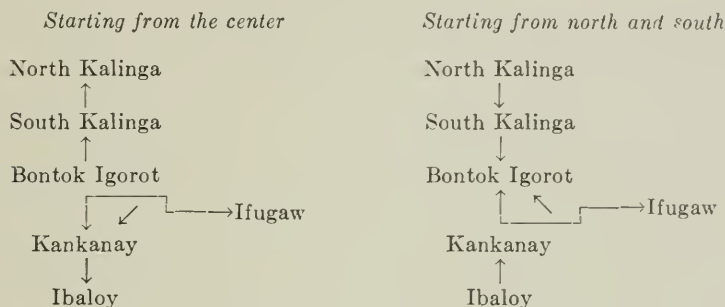 Starting from the center
North Kalinga
South Kalinga
Bontok Igorot
Ifugaw
Kankanay
Ibaloy
Starting from north and south
North Kalinga
South Kalinga
Bontok Igorot
Ifugaw
Kankanay
Ibaloy